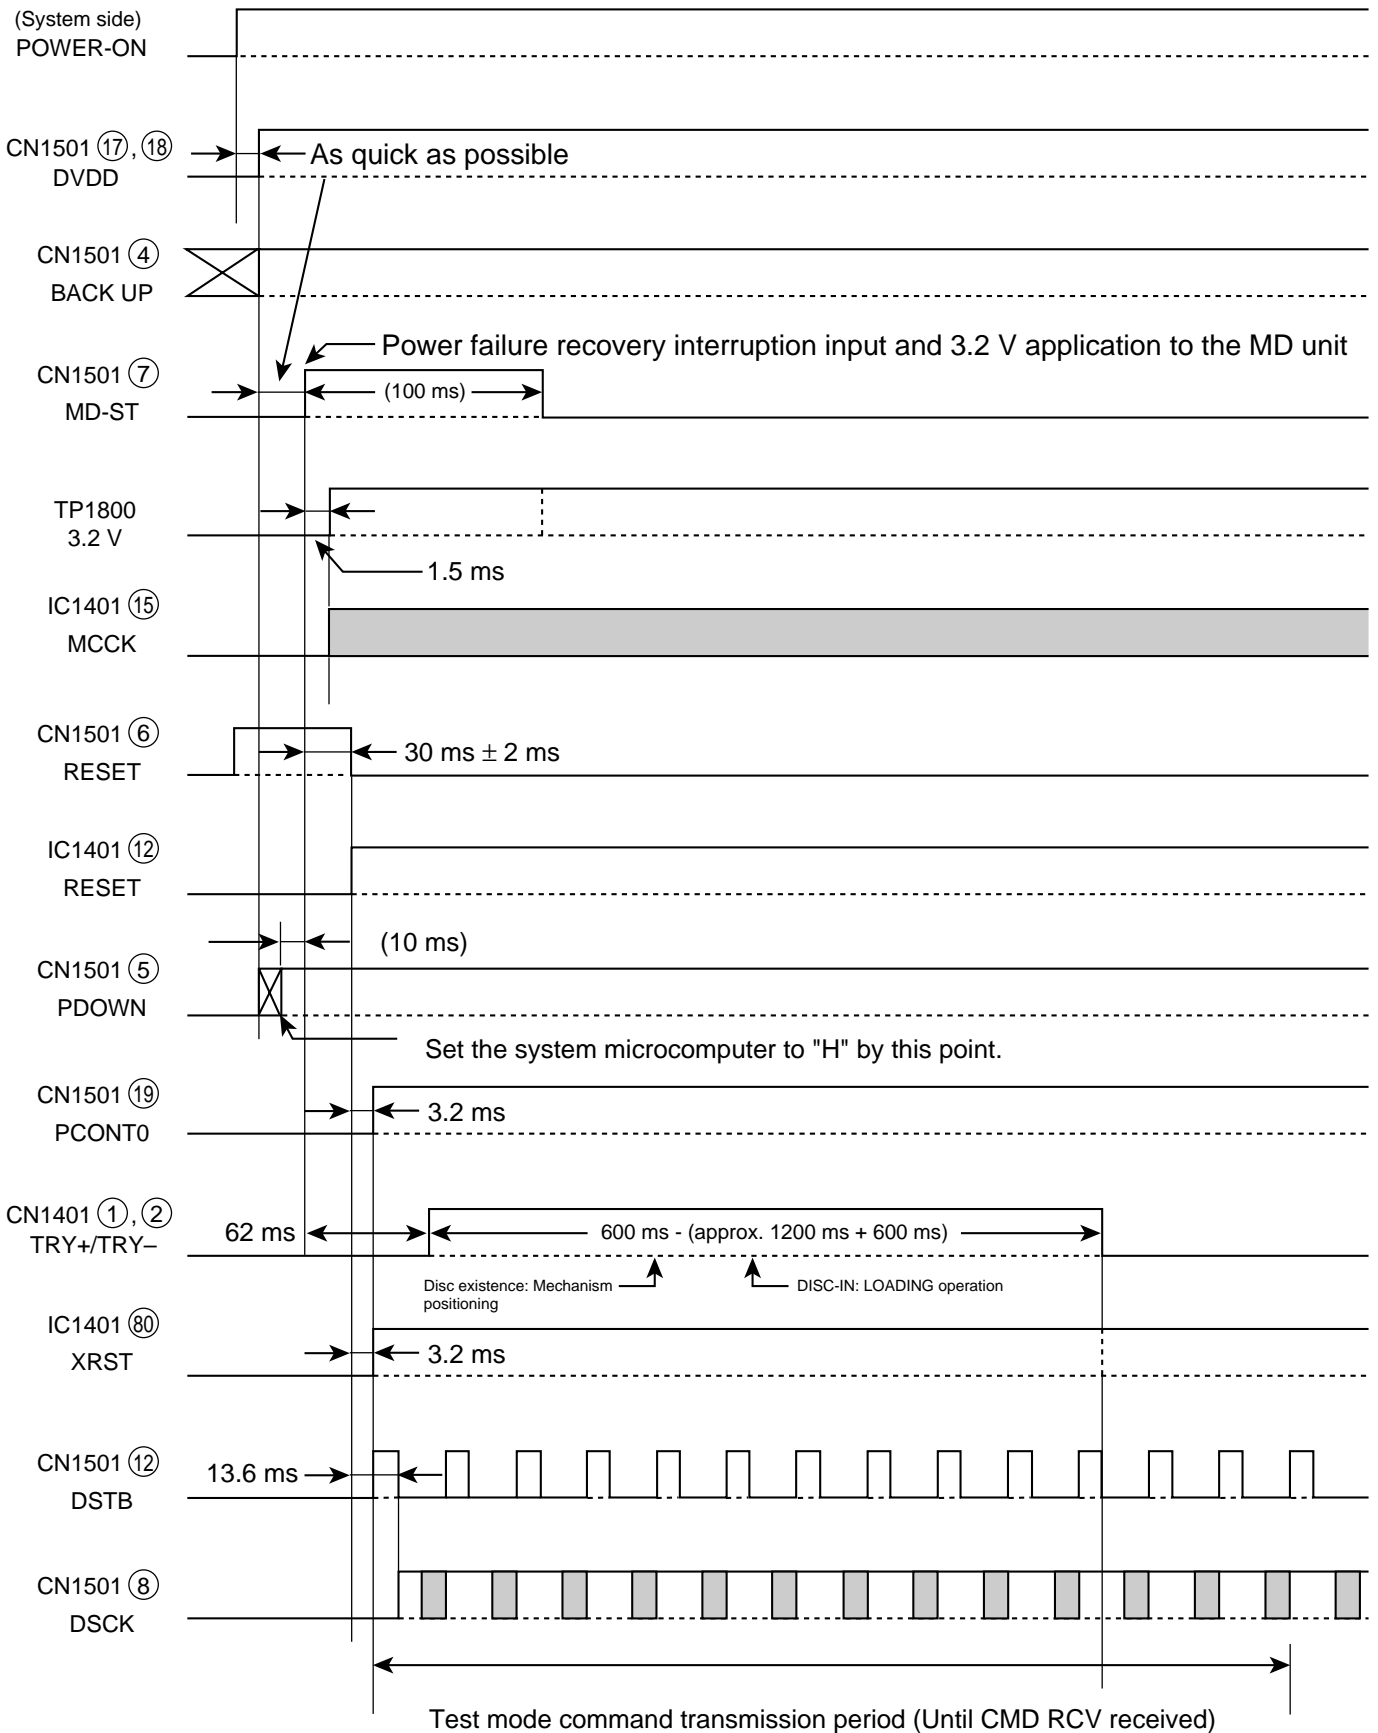 (System side)
POWER-ON
CN1501 ⑰, ⑱
DVDD
As quick as possible
CN1501 ④
BACK UP
Power failure recovery interruption input and 3.2 V application to the MD unit
CN1501 ⑦
MD-ST
(100 ms)
TP1800
3.2 V
1.5 ms
IC1401 ⑮
MCCK
CN1501 ⑥
RESET
30 ms ± 2 ms
IC1401 ⑫
RESET
(10 ms)
CN1501 ⑤
PDOWN
Set the system microcomputer to "H" by this point.
CN1501 ⑲
PCONT0
3.2 ms
CN1401 ①, ②
TRY+/TRY–
62 ms
600 ms - (approx. 1200 ms + 600 ms)
Disc existence: Mechanism
positioning
DISC-IN: LOADING operation
IC1401 80
XRST
3.2 ms
CN1501 ⑫
DSTB
13.6 ms
CN1501 ⑧
DSCK
Test mode command transmission period (Until CMD RCV received)